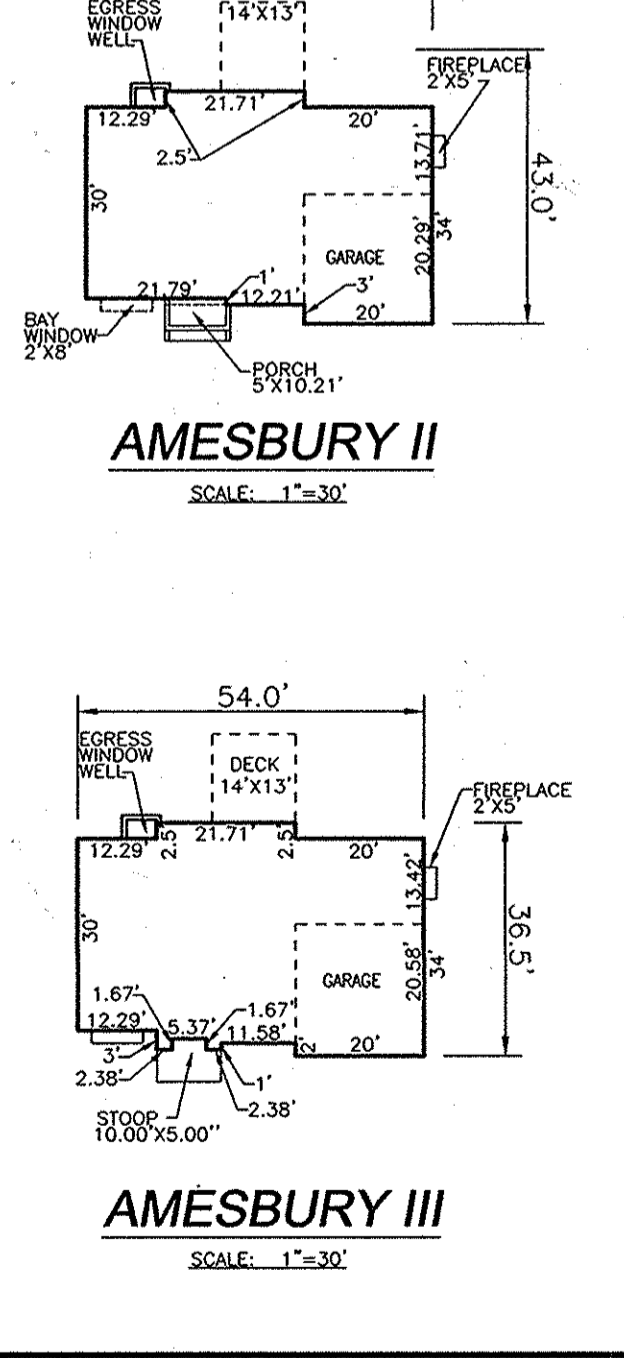 EGRESS
WINDOW
WELL
14'X13'
FIREPLACE
2'X5'
12.29'
21.71'
20'
2.5'
13.71'
43.0'
30'
GARAGE
20.29'
34'
21.79'
1'
12.21'
3'
20'
BAY
WINDOW
2'X8'
PORCH
5'X10.21'
AMESBURY II
SCALE: 1"=30'
54.0'
EGRESS
WINDOW
WELL
DECK
14'X13'
FIREPLACE
2'X5'
12.29'
2.5'
21.71'
2.5'
20'
13.42'
36.5'
30'
GARAGE
20.58'
34'
1.67'
1.67'
12.29'
5.37'
11.58'
2'
20'
3'
2.38'
1'
2.38'
STOOP
10.00'X5.00"
AMESBURY III
SCALE: 1"=30'